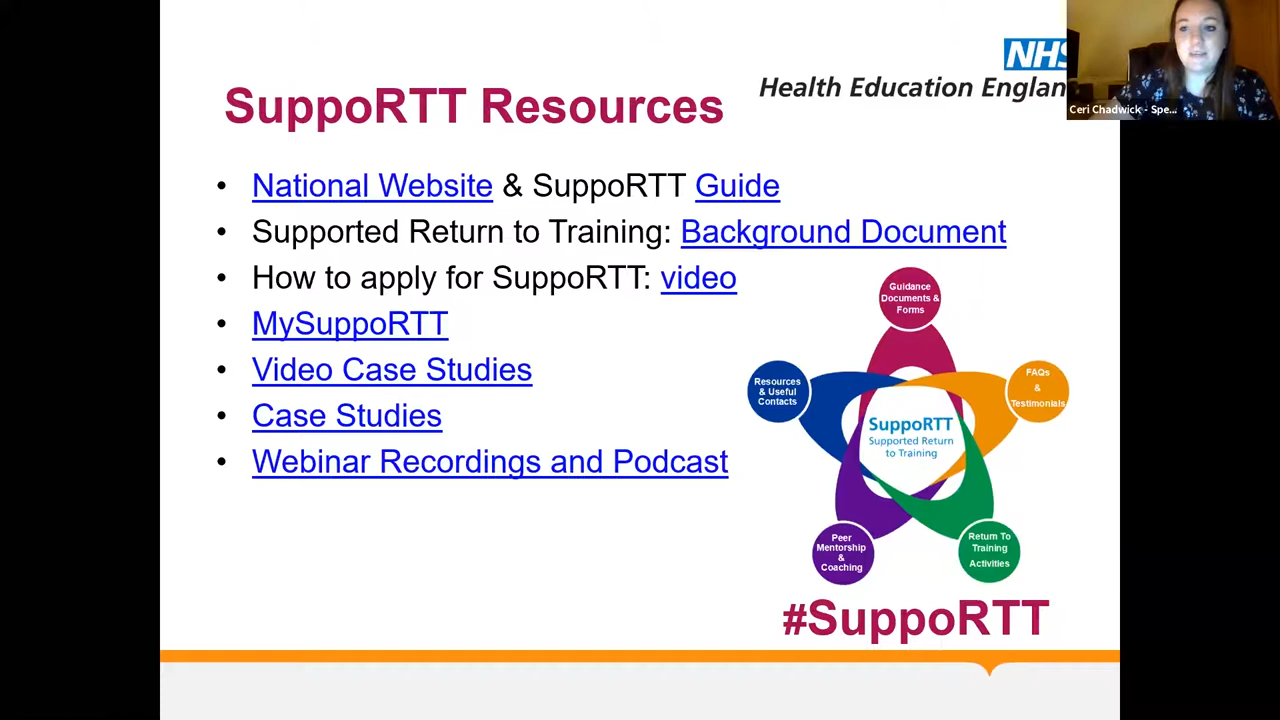 NHS
Health Education England
Ceri Chadwick - Spe...
SuppoRTT Resources
• National Website & SuppoRTT Guide
• Supported Return to Training: Background Document
• How to apply for SuppoRTT: video
• MySuppoRTT
• Video Case Studies
• Case Studies
• Webinar Recordings and Podcast
Guidance
Documents &
Forms
Resources
& Useful
Contacts
FAQs
&
Testimonials
SuppoRTT
Supported Return
to Training
Peer
Mentorship
&
Coaching
Return To
Training
Activities
#SuppoRTT